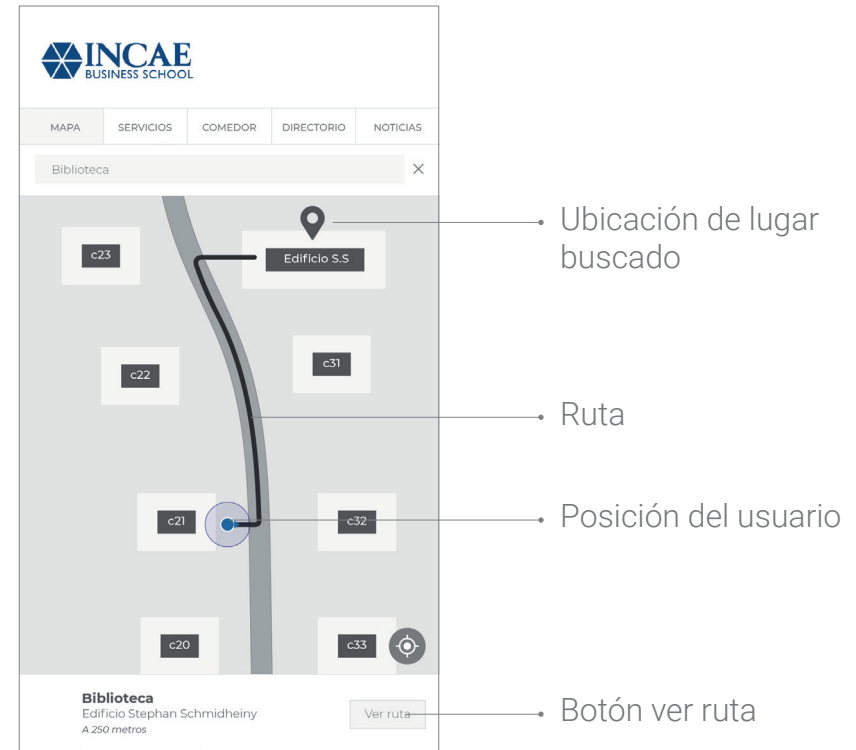 INCAE
BUSINESS SCHOOL
MAPA SERVICIOS COMEDOR DIRECTORIO NOTICIAS
Biblioteca
Ubicación de lugar
buscado
c23
Edificio S.S
c22
c31
Ruta
c21
c32
Posición del usuario
c20
c33
Biblioteca
Edificio Stephan Schmidheiny
A 250 metros
Ver ruta
Botón ver ruta